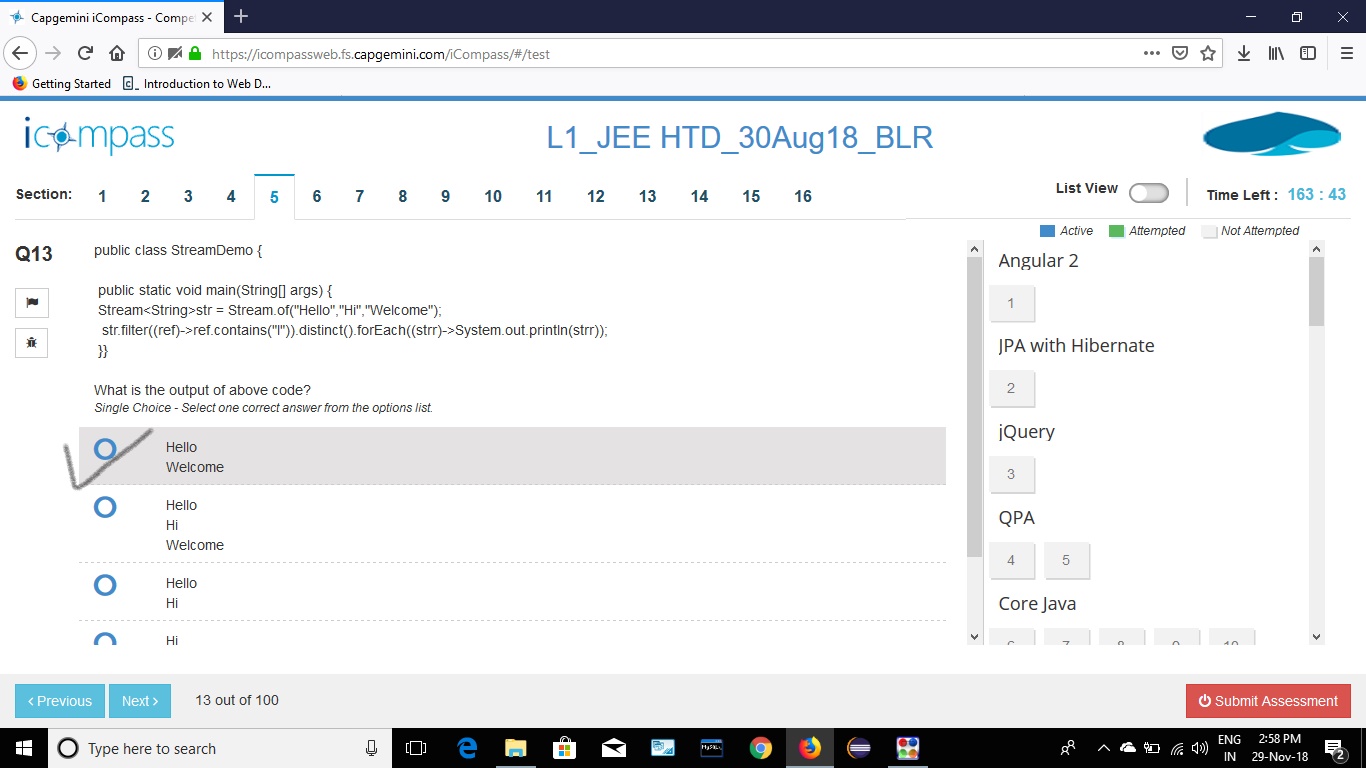 Capgemini iCompass - Compe
https://icompassweb.fs.capgemini.com/iCompass/#/test
Getting Started
Introduction to Web D...
icompass
L1_JEE HTD_30Aug18_BLR
Section: 1 2 3 4 5 6 7 8 9 10 11 12 13 14 15 16
List View
Time Left : 163 : 43
Active Attempted Not Attempted
Q13
public class StreamDemo {
public static void main(String[] args) {
Stream<String>str = Stream.of("Hello","Hi","Welcome");
str.filter((ref)->ref.contains("l")).distinct().forEach((strr)->System.out.println(strr));
}}
What is the output of above code?
Single Choice - Select one correct answer from the options list.
Hello
Welcome
Hello
Hi
Welcome
Hello
Hi
Hi
Angular 2
1
JPA with Hibernate
2
jQuery
3
QPA
4 5
Core Java
6 7 8 9 10
‹ Previous
Next ›
13 out of 100
Submit Assessment
Type here to search
MySQL
ENG
IN
2:58 PM
29-Nov-18
2